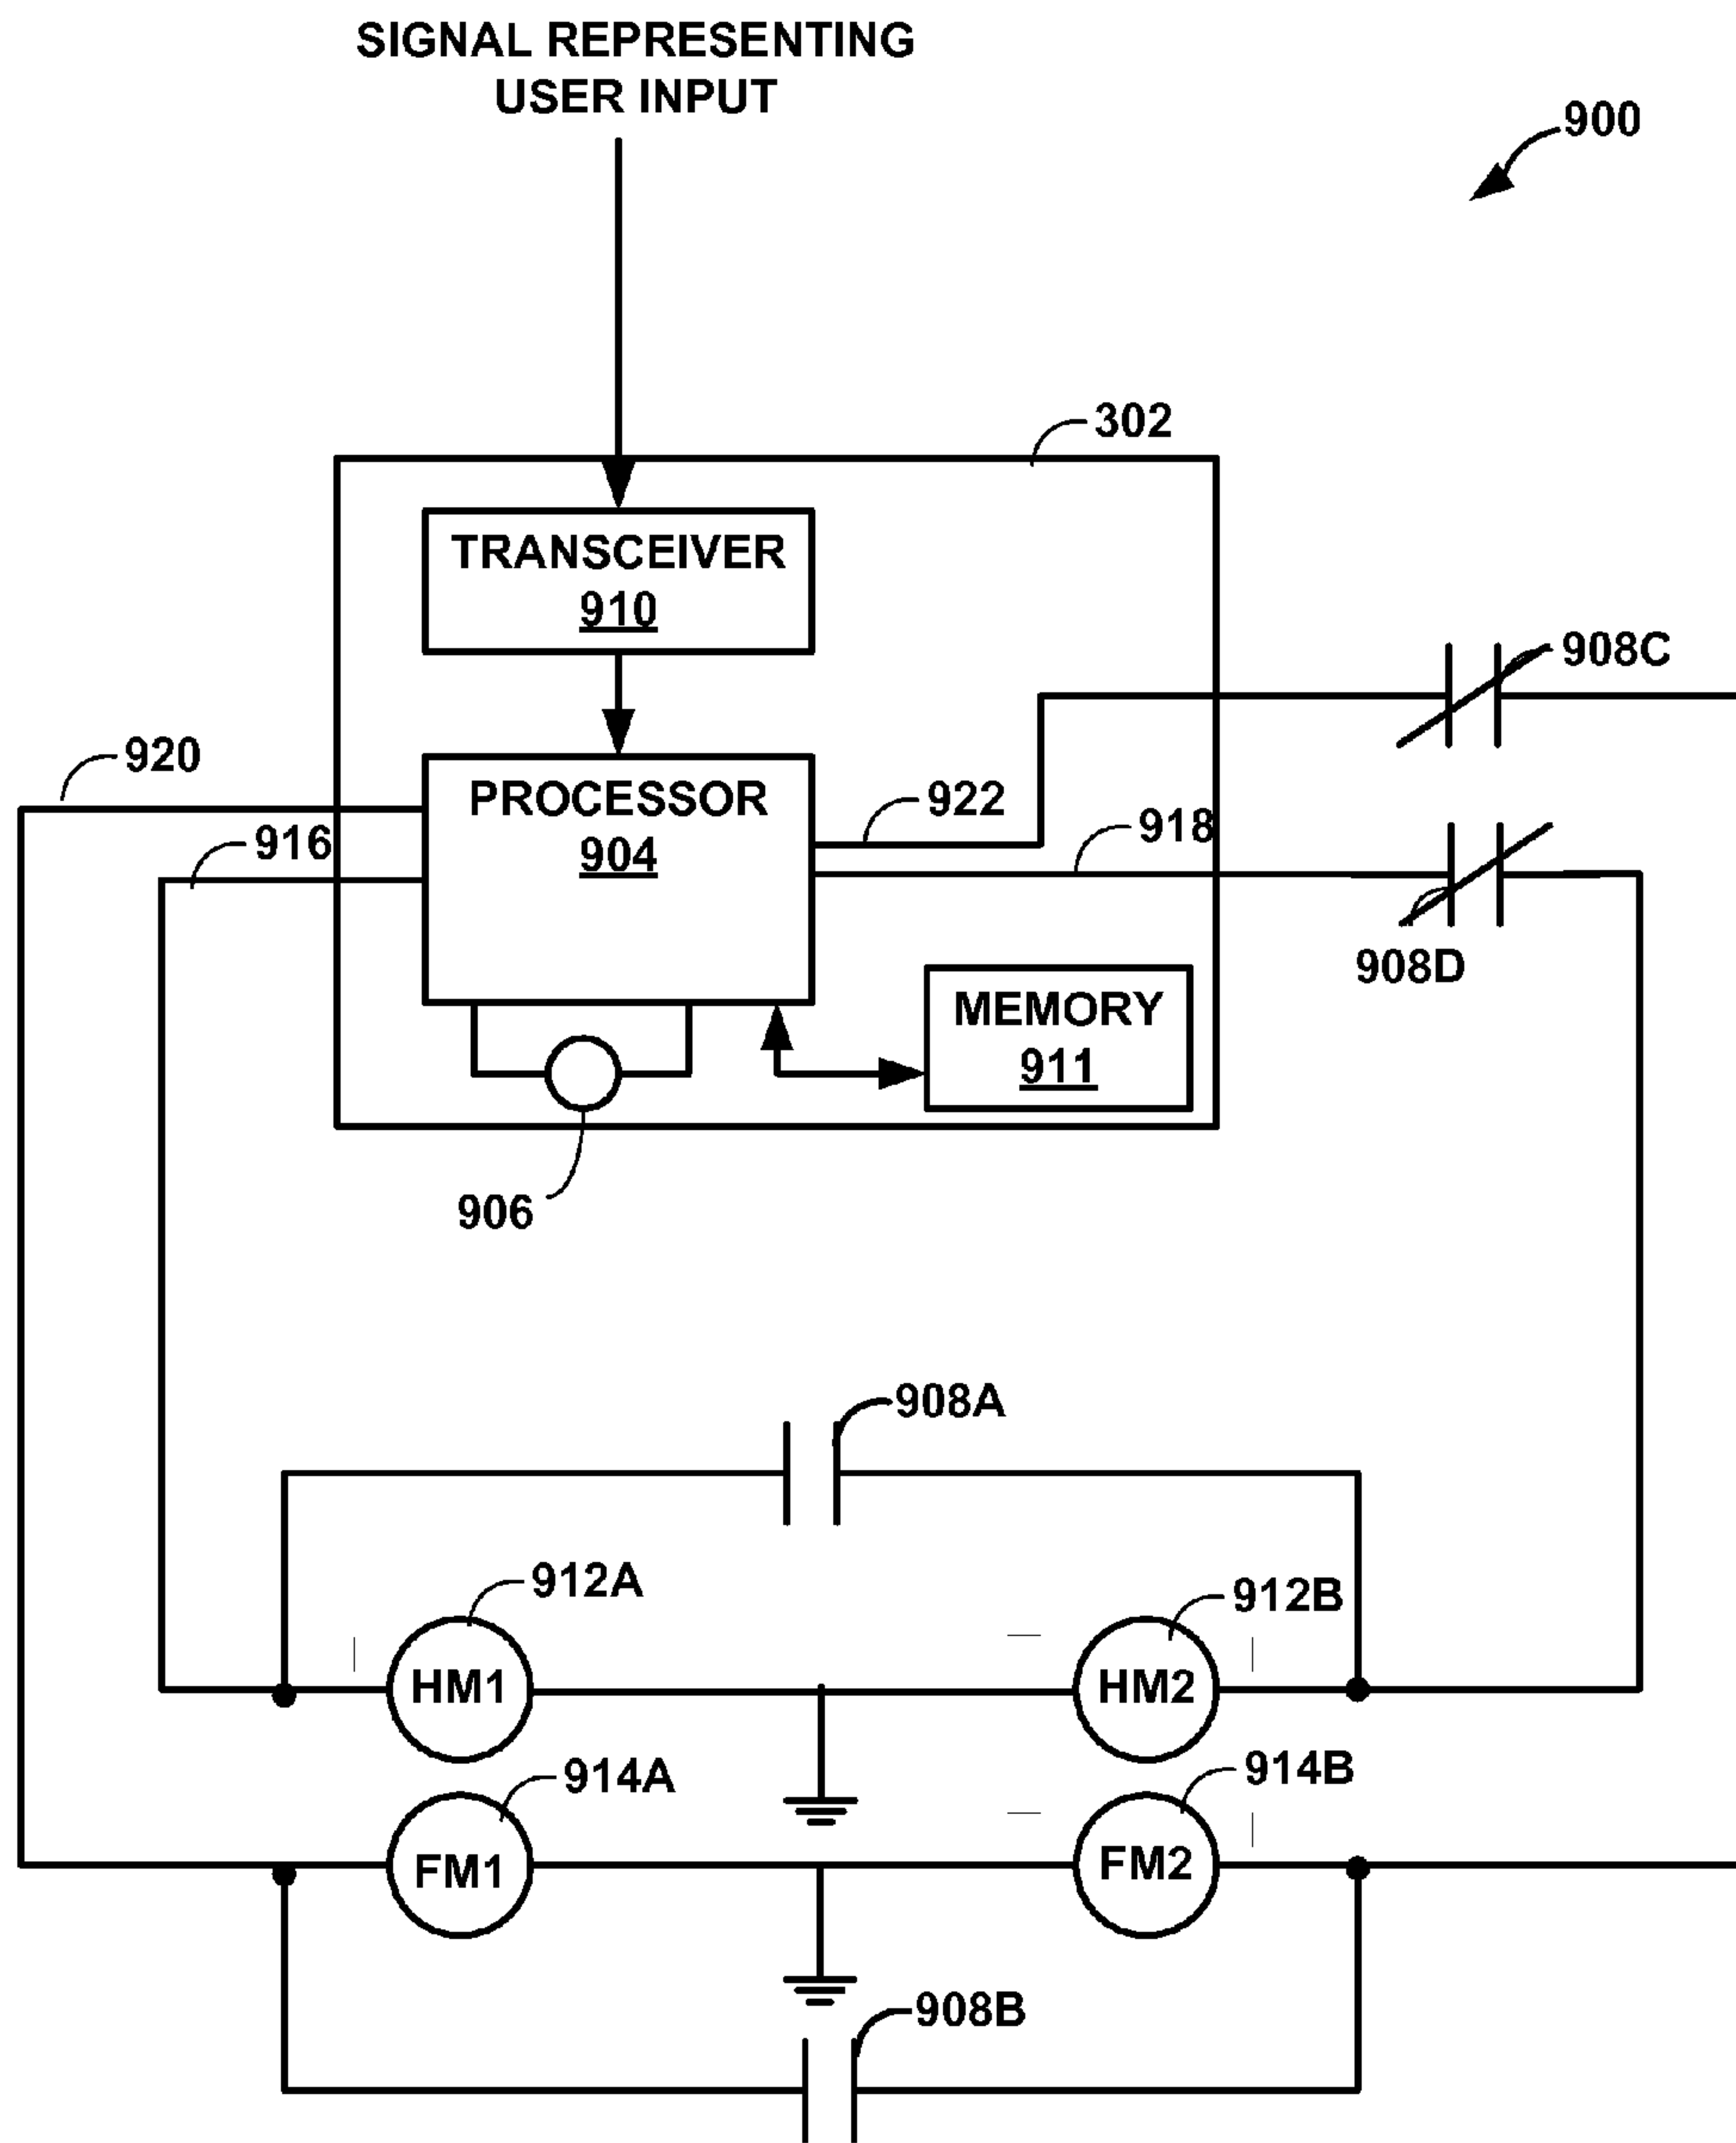 SIGNAL REPRESENTING
USER INPUT
900
302
TRANSCEIVER
910
908C
920
PROCESSOR
904
922
918
916
908D
MEMORY
911
906
908A
912A
912B
HM1
HM2
914A
914B
FM1
FM2
908B